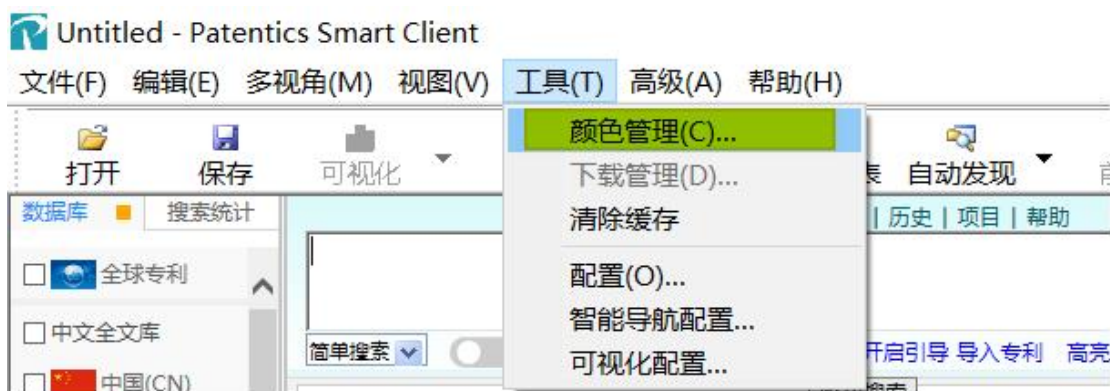 Untitled - Patentics Smart Client
文件(F) 编辑(E) 多视角(M) 视图(V) 工具(T) 高级(A) 帮助(H)
打开 保存 可视化 自动发现
颜色管理(C)...
下载管理(D)...
清除缓存
配置(O)...
智能导航配置...
可视化配置...
数据库 搜索统计
历史 | 项目 | 帮助
全球专利
中文全文库
中国(CN)
简单搜索
开启引导 导入专利 高亮